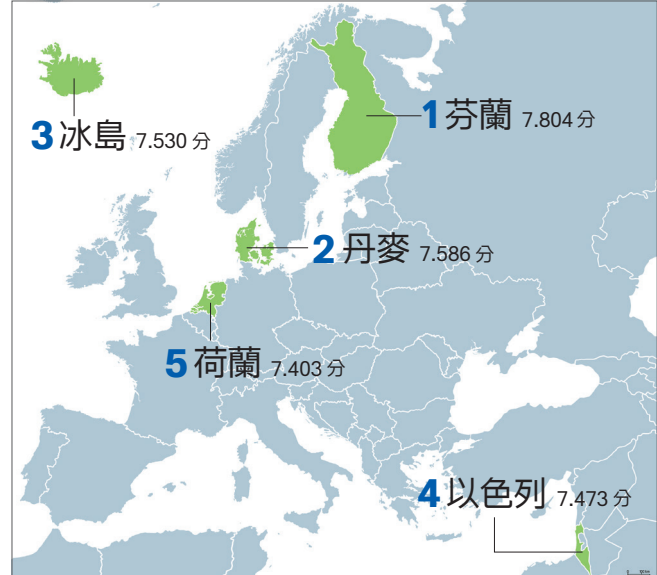 1 芬蘭 7.804 分
3 冰島 7.530 分
2 丹麥 7.586 分
5 荷蘭 7.403 分
4 以色列 7.473 分